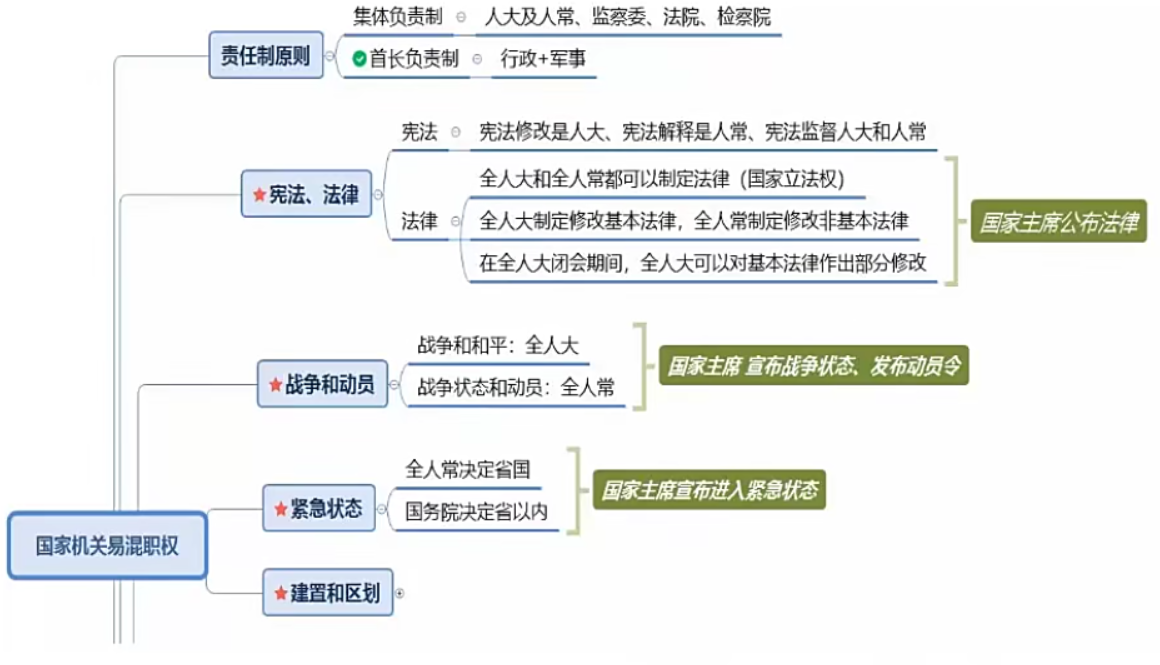 责任制原则
集体负责制
人大及人常、监察委、法院、检察院
首长负责制
行政+军事
宪法、法律
宪法
宪法修改是人大、宪法解释是人常、宪法监督人大和人常
法律
全人大和全人常都可以制定法律（国家立法权）
全人大制定修改基本法律，全人常制定修改非基本法律
在全人大闭会期间，全人大可以对基本法律作出部分修改
国家主席公布法律
战争和动员
战争和和平：全人大
战争状态和动员：全人常
国家主席 宣布战争状态、发布动员令
紧急状态
全人常决定省国
国务院决定省以内
国家主席宣布进入紧急状态
国家机关易混职权
建置和区划